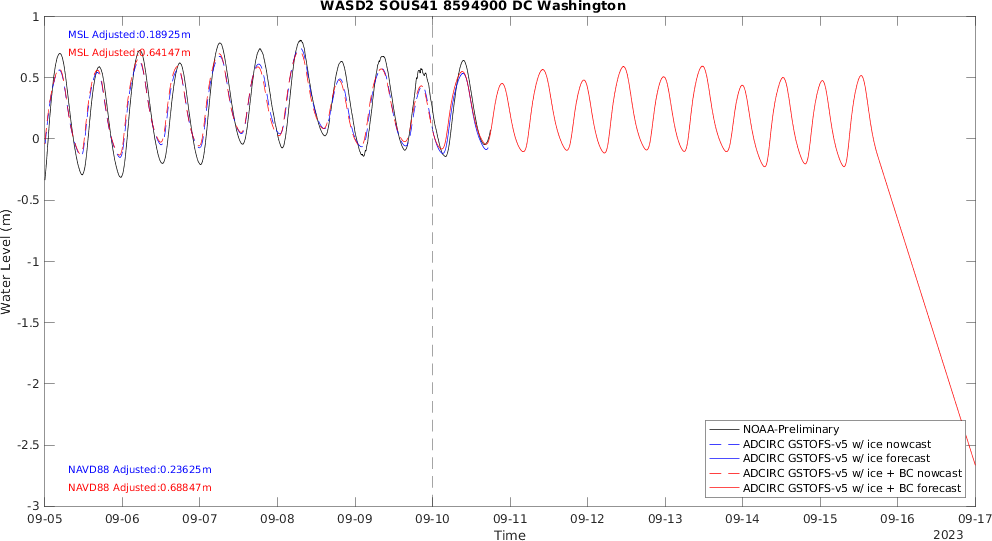 WASD2 SOUS41 8594900 DC Washington
MSL Adjusted:0.18925m
MSL Adjusted:0.64147m
NAVD88 Adjusted:0.23625m
NAVD88 Adjusted:0.68847m
Water Level (m)
1
0.5
0
-0.5
-1
-1.5
-2
-2.5
-3
NOAA-Preliminary
ADCIRC GSTOFS-v5 w/ ice nowcast
ADCIRC GSTOFS-v5 w/ ice forecast
ADCIRC GSTOFS-v5 w/ ice + BC nowcast
ADCIRC GSTOFS-v5 w/ ice + BC forecast
09-05 09-06 09-07 09-08 09-09 09-10 09-11 09-12 09-13 09-14 09-15 09-16 09-17
Time
2023